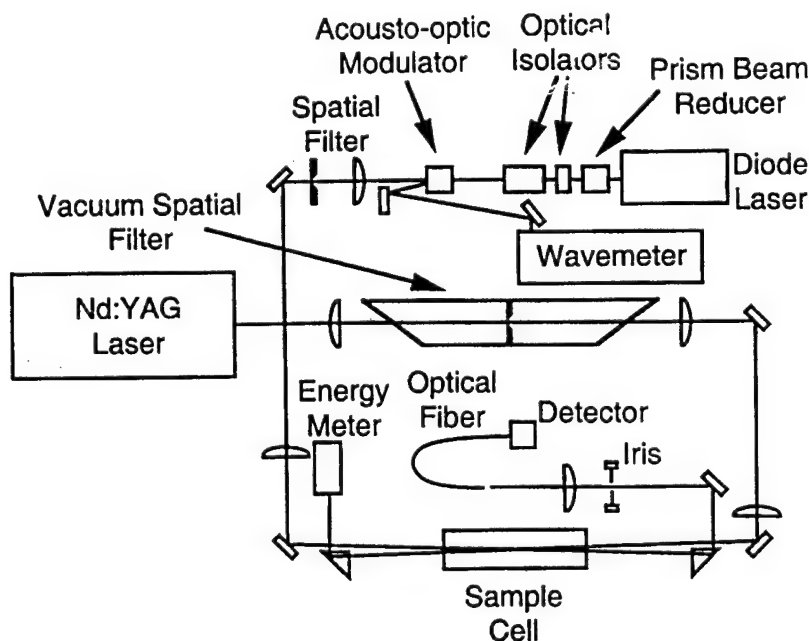 Acousto-optic
Modulator
Optical
Isolators
Prism Beam
Reducer
Spatial
Filter
Diode
Laser
Vacuum Spatial
Filter
Wavemeter
Nd:YAG
Laser
Energy
Meter
Optical
Fiber
Detector
Iris
Sample
Cell